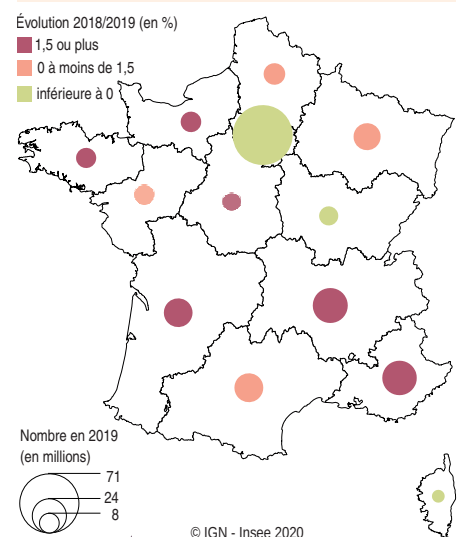 Évolution 2018/2019 (en %)
1,5 ou plus
0 à moins de 1,5
inférieure à 0
Nombre en 2019
(en millions)
71
24
8
© IGN - Insee 2020